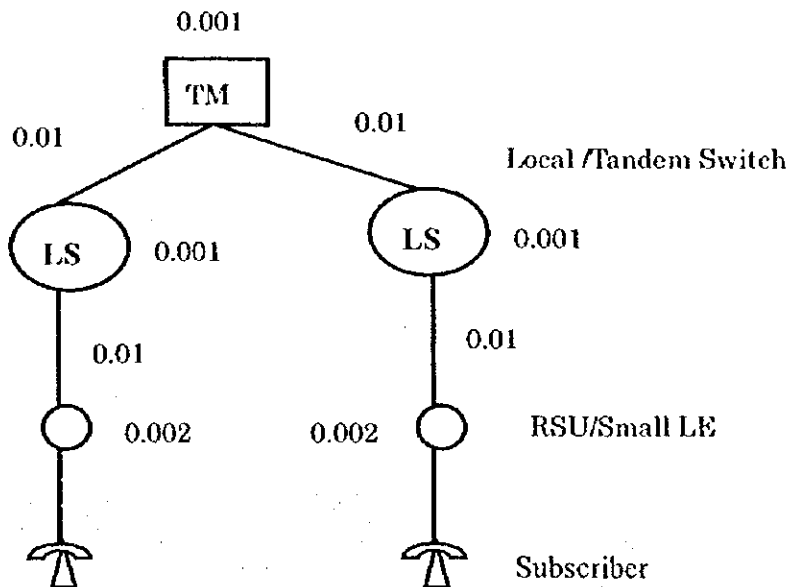 0.001
TM
0.01 0.01
Local /Tandem Switch
LS 0.001 LS 0.001
0.01 0.01
0.002 0.002 RSU/Small LE
Subscriber